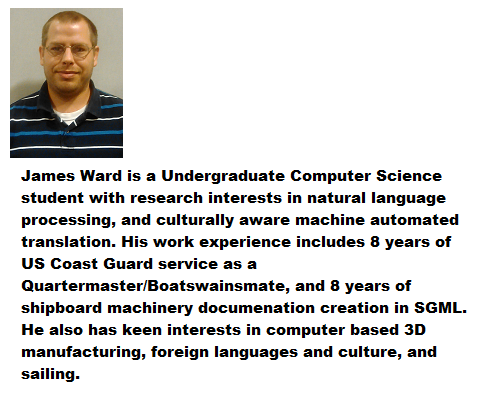 James Ward is a Undergraduate Computer Science
student with research interests in natural language
processing, and culturally aware machine automated
translation. His work experience includes 8 years of
US Coast Guard service as a
Quartermaster/Boatswainsmate, and 8 years of
shipboard machinery documenation creation in SGML.
He also has keen interests in computer based 3D
manufacturing, foreign languages and culture, and
sailing.